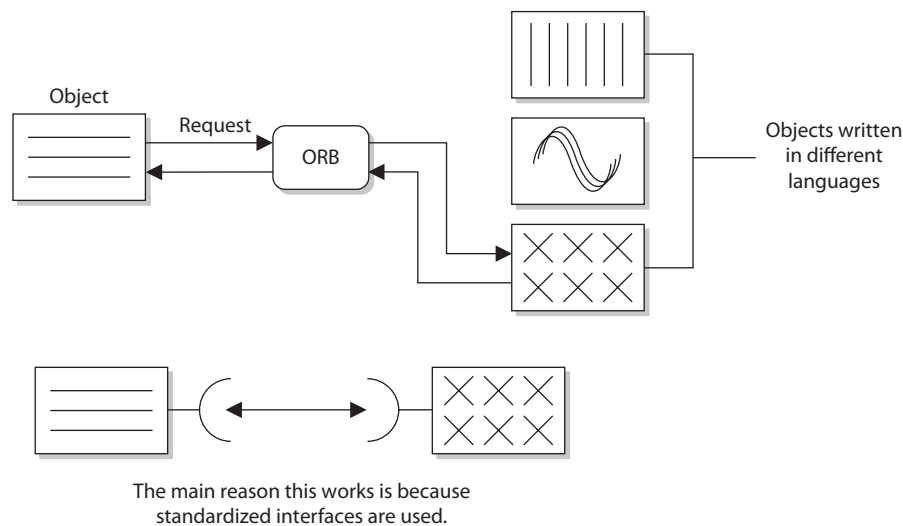 Object
Request
ORB
Objects written
in different
languages
The main reason this works is because
standardized interfaces are used.